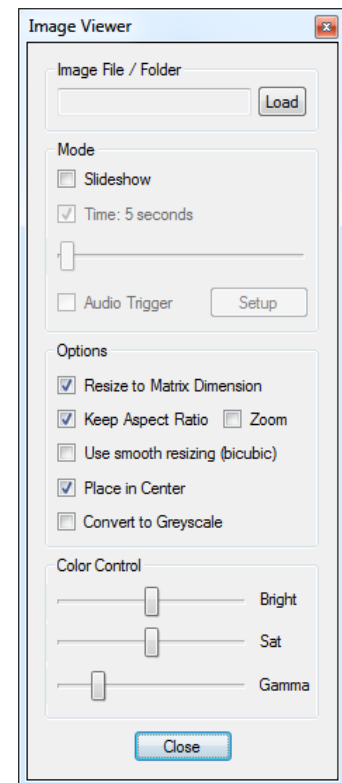 Image Viewer
Image File / Folder
Load
Mode
Slideshow
Time: 5 seconds
Audio Trigger Setup
Options
Resize to Matrix Dimension
Keep Aspect Ratio Zoom
Use smooth resizing (bicubic)
Place in Center
Convert to Greyscale
Color Control
Bright
Sat
Gamma
Close